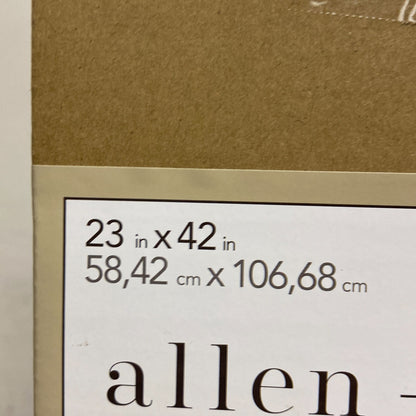 23 in x 42 in
58,42 cm x 106,68 cm
allen